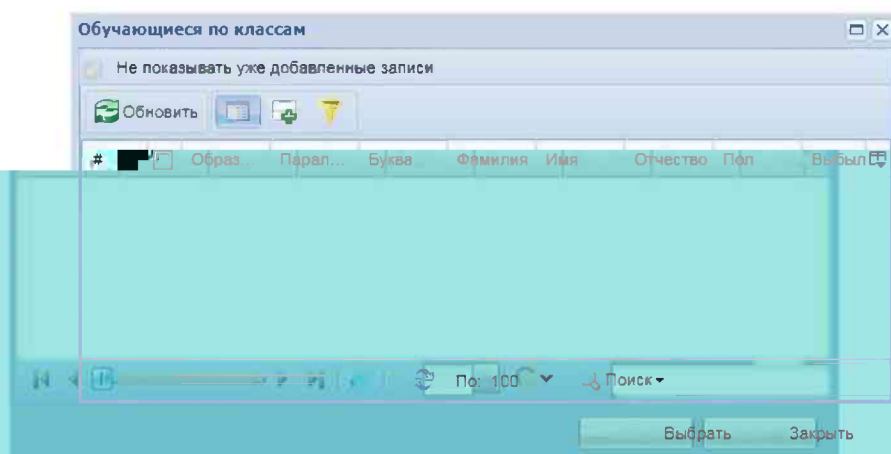 Обучающиеся по классам
Не показывать уже добавленные записи
Обновить
# Образ... Парал... Буква Фамилия Имя Отчество Пол Выбыл
По: 100 Поиск
Выбрать Закрыть